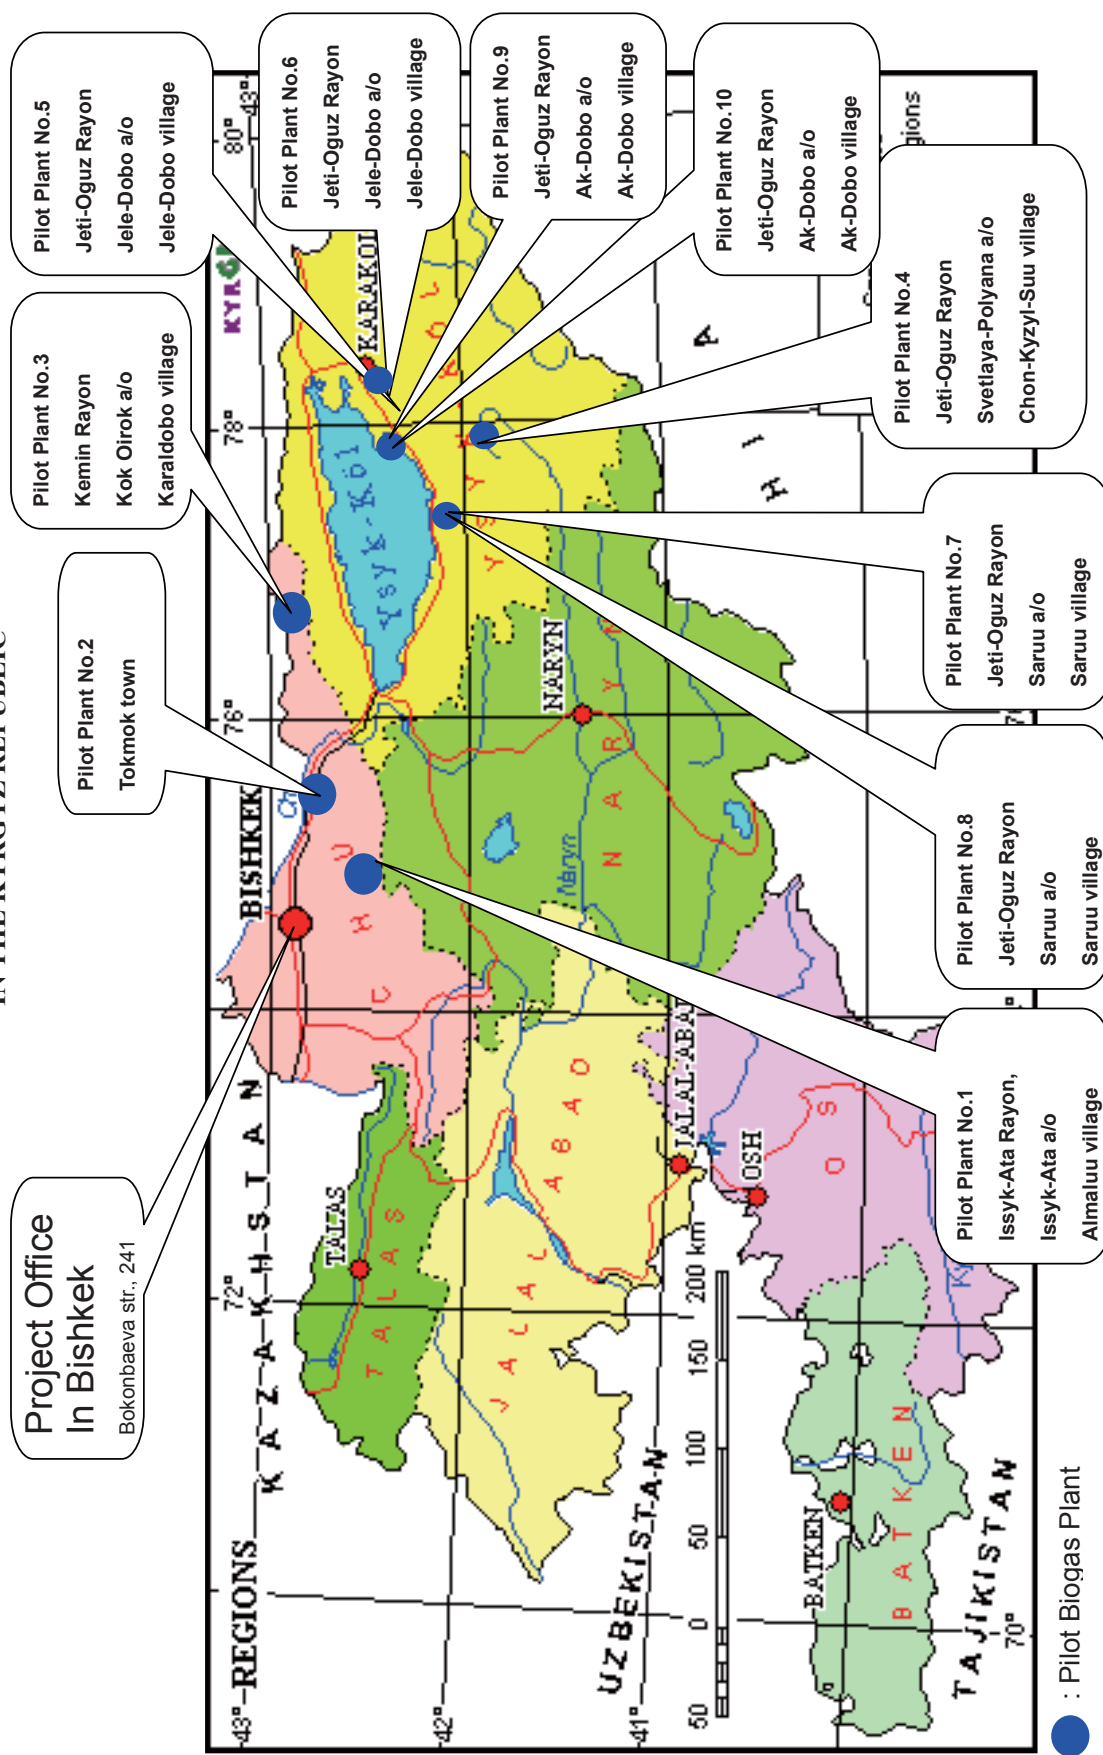 IN THE KYRGYZ REPUBLIC
Project Office
In Bishkek
Bokonbaeva str., 241
Pilot Plant No.2
Tokmok town
Pilot Plant No.3
Kemin Rayon
Kok Oirok a/o
Karaldobo village
Pilot Plant No.5
Jeti-Oguz Rayon
Jele-Dobo a/o
Jele-Dobo village
Pilot Plant No.6
Jeti-Oguz Rayon
Jele-Dobo a/o
Jele-Dobo village
Pilot Plant No.9
Jeti-Oguz Rayon
Ak-Dobo a/o
Ak-Dobo village
Pilot Plant No.10
Jeti-Oguz Rayon
Ak-Dobo a/o
Ak-Dobo village
Pilot Plant No.4
Jeti-Oguz Rayon
Svetlaya-Polyana a/o
Chon-Kyzyl-Suu village
Pilot Plant No.7
Jeti-Oguz Rayon
Saruu a/o
Saruu village
Pilot Plant No.8
Jeti-Oguz Rayon
Saruu a/o
Saruu village
Pilot Plant No.1
Issyk-Ata Rayon,
Issyk-Ata a/o
Almaluu village
43° REGIONS
72°
76°
78°
80° 43°
KAZAKHSTAN
BISHKEK
KARAKOL
Ysyk-Köl
CHU
TALAS
TALAS
42°
YSYK KÖL
NARYN
NARYN
Naryn
JALAL ABAD
JALAL-ABAD
UZBEKISTAN
41°
OSH
OSH
50 0 50 100 150 200 km
BATKEN
BATKEN
TAJIKISTAN
70°
: Pilot Biogas Plant